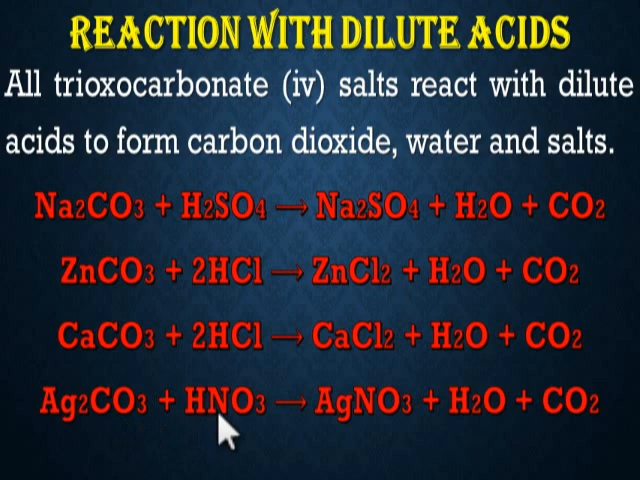 REACTION WITH DILUTE ACIDS
All trioxocarbonate (iv) salts react with dilute
acids to form carbon dioxide, water and salts.
Na₂CO₃ + H₂SO₄ → Na₂SO₄ + H₂O + CO₂
ZnCO₃ + 2HCl → ZnCl₂ + H₂O + CO₂
CaCO₃ + 2HCl → CaCl₂ + H₂O + CO₂
Ag₂CO₃ + HNO₃ → AgNO₃ + H₂O + CO₂